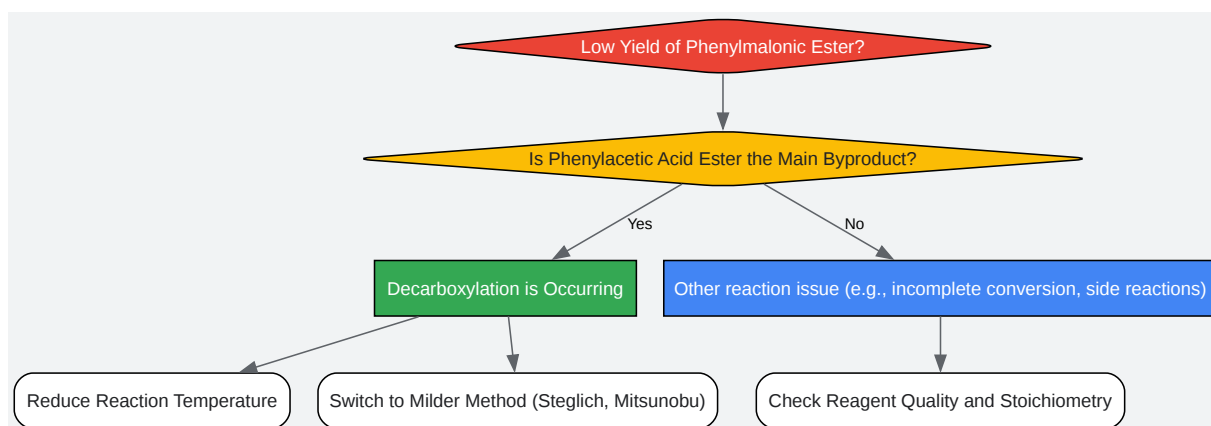 Low Yield of Phenylmalonic Ester?
Is Phenylacetic Acid Ester the Main Byproduct?
Yes
No
Decarboxylation is Occurring
Other reaction issue (e.g., incomplete conversion, side reactions)
Reduce Reaction Temperature
Switch to Milder Method (Steglich, Mitsunobu)
Check Reagent Quality and Stoichiometry